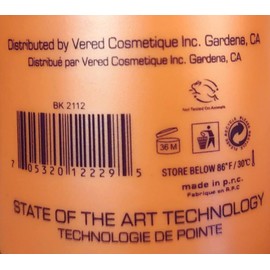 Distributed by Vered Cosmetique Inc. Gardena, CA
Distribué par Vered Cosmetique Inc. Gardena, CA
BK 2112
7 05320 12229 5
36 M
STORE BELOW 86°F/30°C
made in p.r.c.
Fabriqué en R.P.C
STATE OF THE ART TECHNOLOGY
TECHNOLOGIE DE POINTE